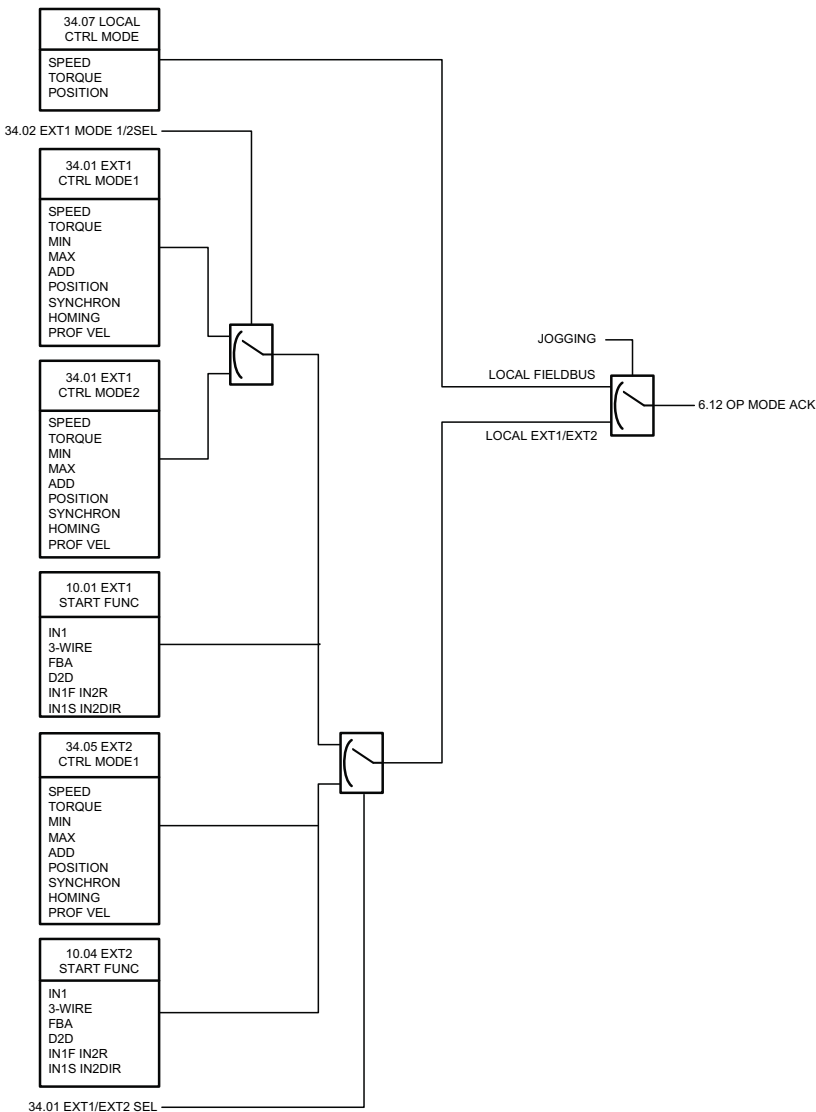 34.07 LOCAL
CTRL MODE
SPEED
TORQUE
POSITION
34.02 EXT1 MODE 1/2SEL
34.01 EXT1
CTRL MODE1
SPEED
TORQUE
MIN
MAX
ADD
POSITION
SYNCHRON
HOMING
PROF VEL
34.01 EXT1
CTRL MODE2
SPEED
TORQUE
MIN
MAX
ADD
POSITION
SYNCHRON
HOMING
PROF VEL
10.01 EXT1
START FUNC
IN1
3-WIRE
FBA
D2D
IN1F IN2R
IN1S IN2DIR
34.05 EXT2
CTRL MODE1
SPEED
TORQUE
MIN
MAX
ADD
POSITION
SYNCHRON
HOMING
PROF VEL
10.04 EXT2
START FUNC
IN1
3-WIRE
FBA
D2D
IN1F IN2R
IN1S IN2DIR
34.01 EXT1/EXT2 SEL
JOGGING
LOCAL FIELDBUS
LOCAL EXT1/EXT2
6.12 OP MODE ACK